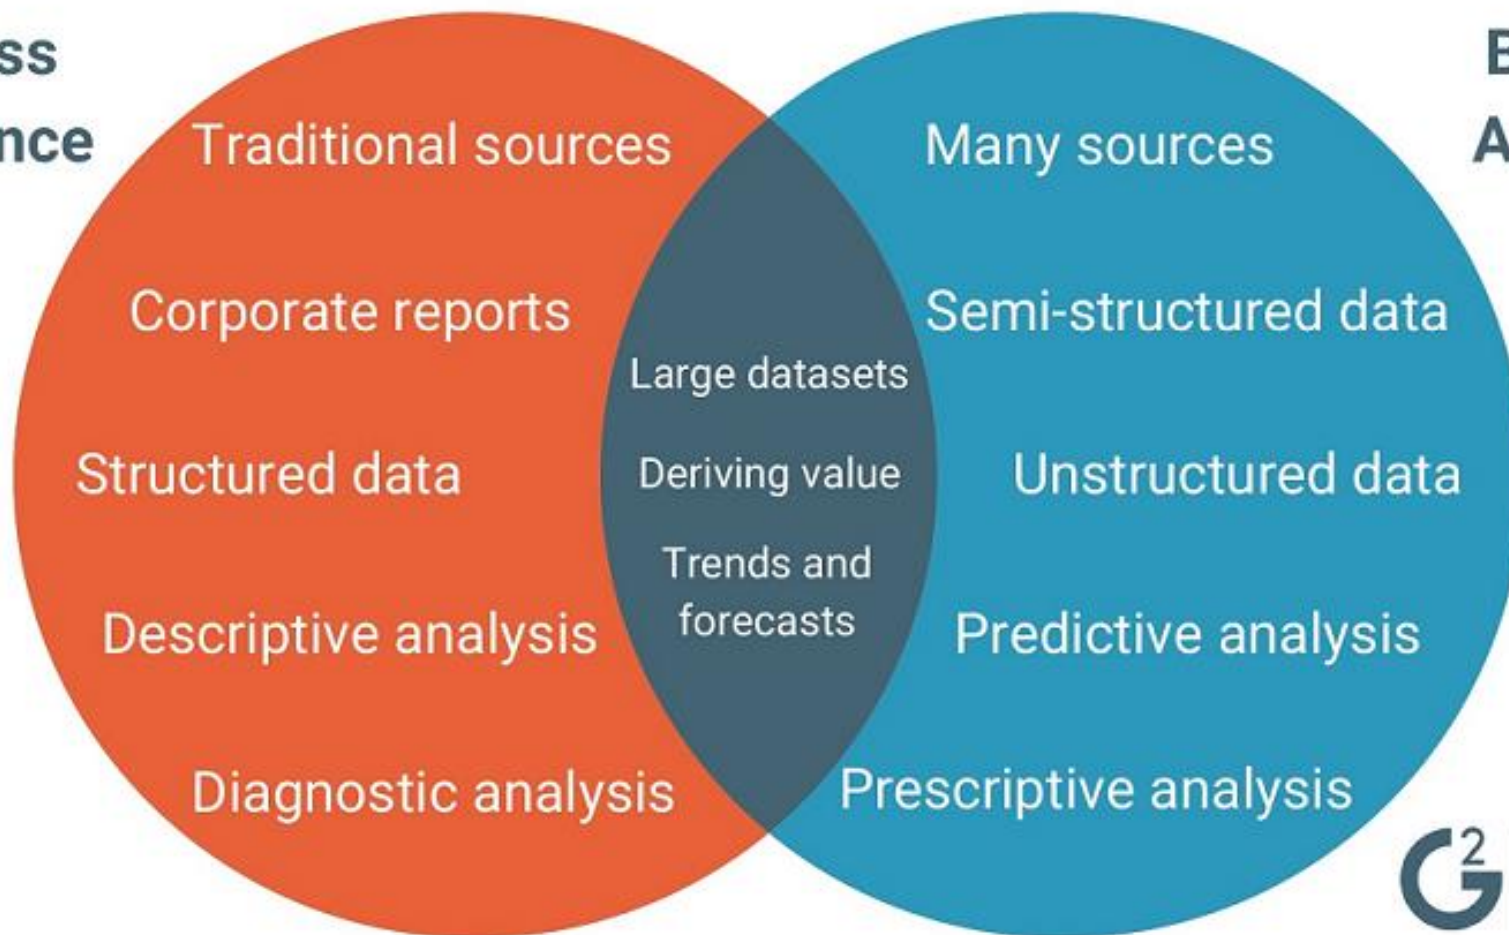 ss
nce
Traditional sources
Corporate reports
Structured data
Descriptive analysis
Diagnostic analysis
Large datasets
Deriving value
Trends and
forecasts
B
A
Many sources
Semi-structured data
Unstructured data
Predictive analysis
Prescriptive analysis
G2